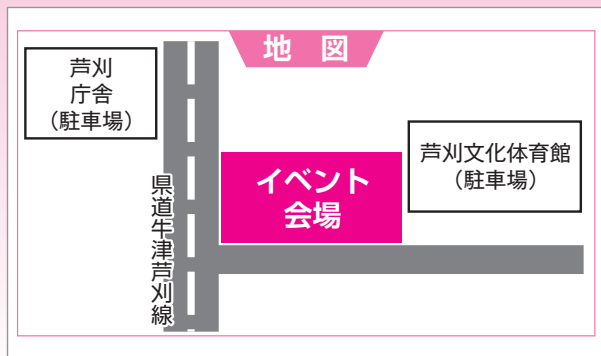 地 図
芦刈
庁舎
（駐車場）
芦刈文化体育館
（駐車場）
イベント
会場
県道牛津芦刈線